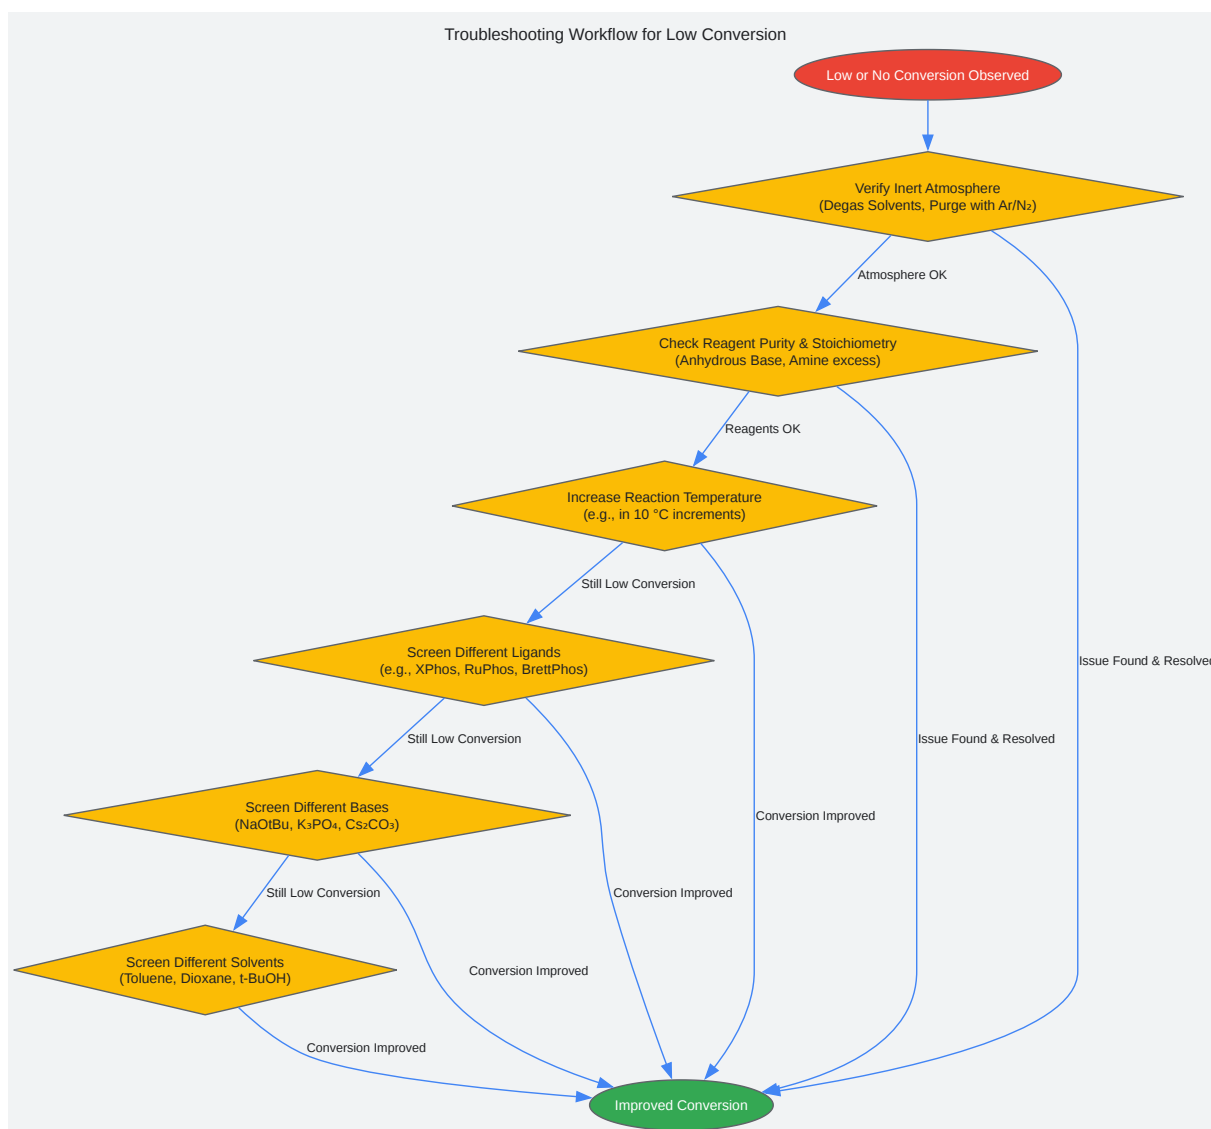 Troubleshooting Workflow for Low Conversion
Low or No Conversion Observed
Verify Inert Atmosphere
(Degas Solvents, Purge with Ar/N₂)
Atmosphere OK
Check Reagent Purity & Stoichiometry
(Anhydrous Base, Amine excess)
Reagents OK
Increase Reaction Temperature
(e.g., in 10 °C increments)
Still Low Conversion
Screen Different Ligands
(e.g., XPhos, RuPhos, BrettPhos)
Issue Found & Resolved
Still Low Conversion
Issue Found & Resolved
Screen Different Bases
(NaOtBu, K₃PO₄, Cs₂CO₃)
Conversion Improved
Still Low Conversion
Conversion Improved
Screen Different Solvents
(Toluene, Dioxane, t-BuOH)
Conversion Improved
Conversion Improved
Improved Conversion